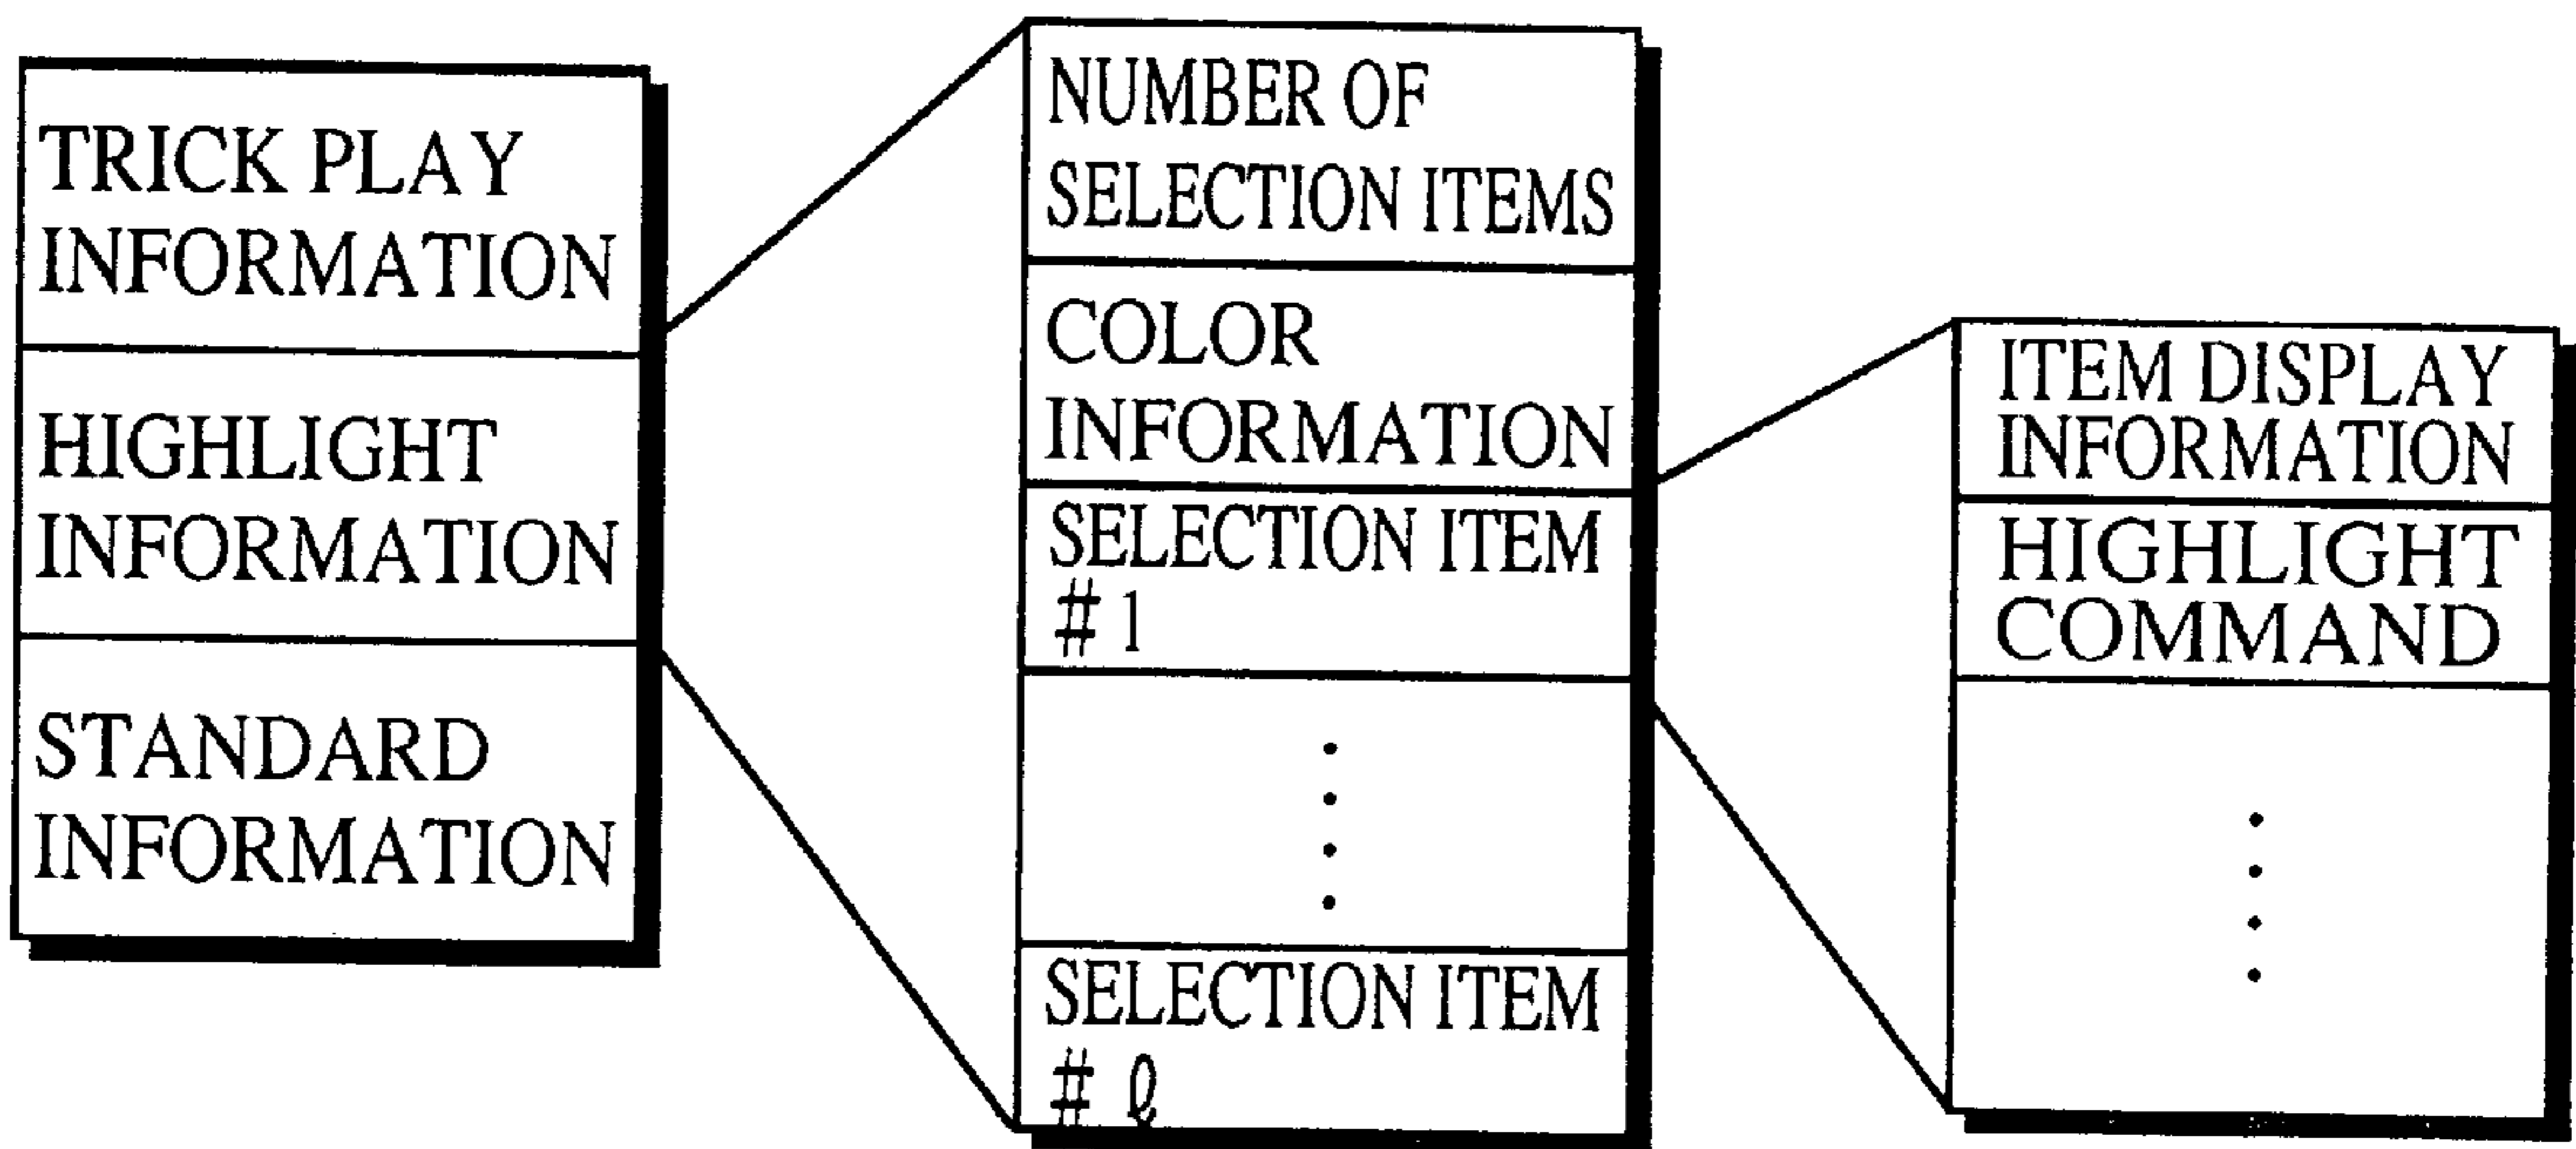 TRICK PLAY
INFORMATION
HIGHLIGHT
INFORMATION
STANDARD
INFORMATION
NUMBER OF
SELECTION ITEMS
COLOR
INFORMATION
SELECTION ITEM
# 1
SELECTION ITEM
# ℓ
ITEM DISPLAY
INFORMATION
HIGHLIGHT
COMMAND